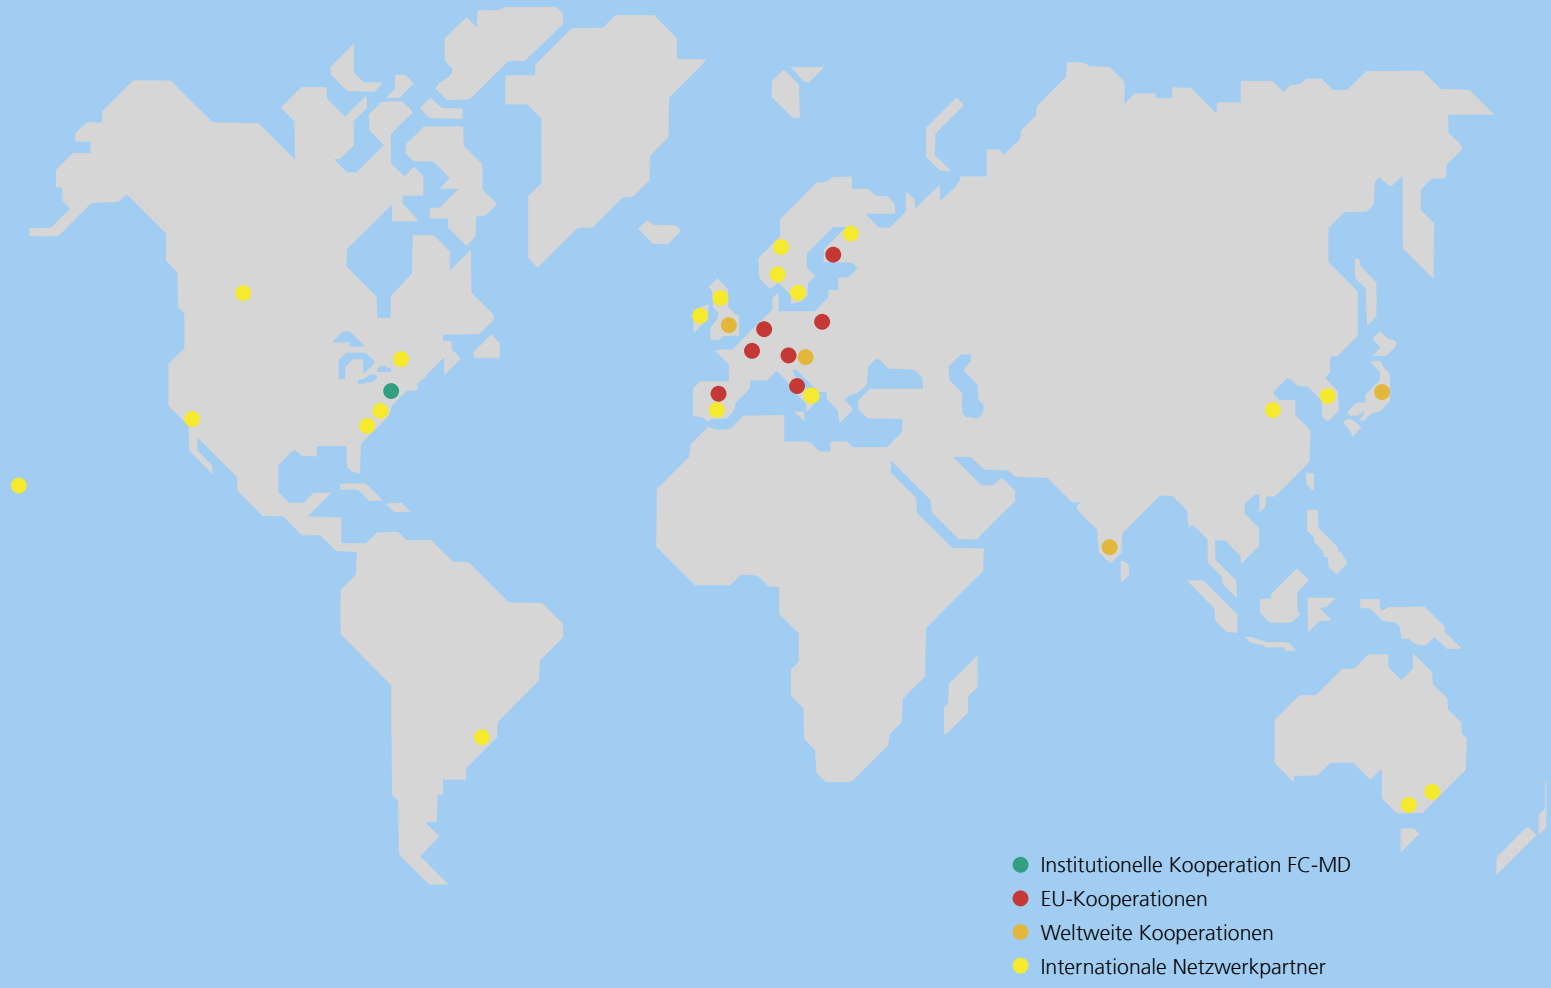 Institutionelle Kooperation FC-MD
EU-Kooperationen
Weltweite Kooperationen
Internationale Netzwerkpartner